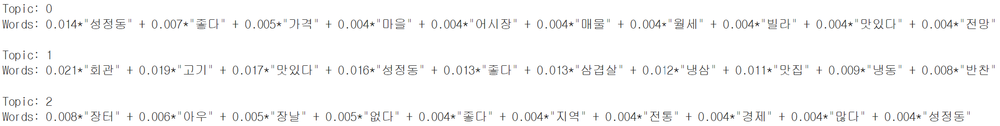 Topic: 0
Words: 0.014*"성정동" + 0.007*"좋다" + 0.005*"가격" + 0.004*"마을" + 0.004*"어시장" + 0.004*"매물" + 0.004*"월세" + 0.004*"빌라" + 0.004*"맛있다" + 0.004*"전망"
Topic: 1
Words: 0.021*"회관" + 0.019*"고기" + 0.017*"맛있다" + 0.016*"성정동" + 0.013*"좋다" + 0.013*"삼겹살" + 0.012*"냉삼" + 0.011*"맛집" + 0.009*"냉동" + 0.008*"반찬"
Topic: 2
Words: 0.008*"장터" + 0.006*"아우" + 0.005*"장날" + 0.005*"없다" + 0.004*"좋다" + 0.004*"지역" + 0.004*"전통" + 0.004*"경제" + 0.004*"많다" + 0.004*"성정동"